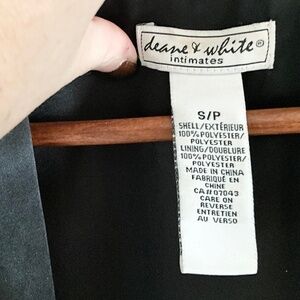 deane & white®
intimates
S/P
SHELL/EXTÉRIEUR
100% POLYESTER/
POLYESTER
LINING/DOUBLURE
100% POLYESTER/
POLYESTER
MADE IN CHINA
FABRIQUÉ EN
CHINE
CA# 07043
CARE ON
REVERSE
ENTRETIEN
AU VERSO